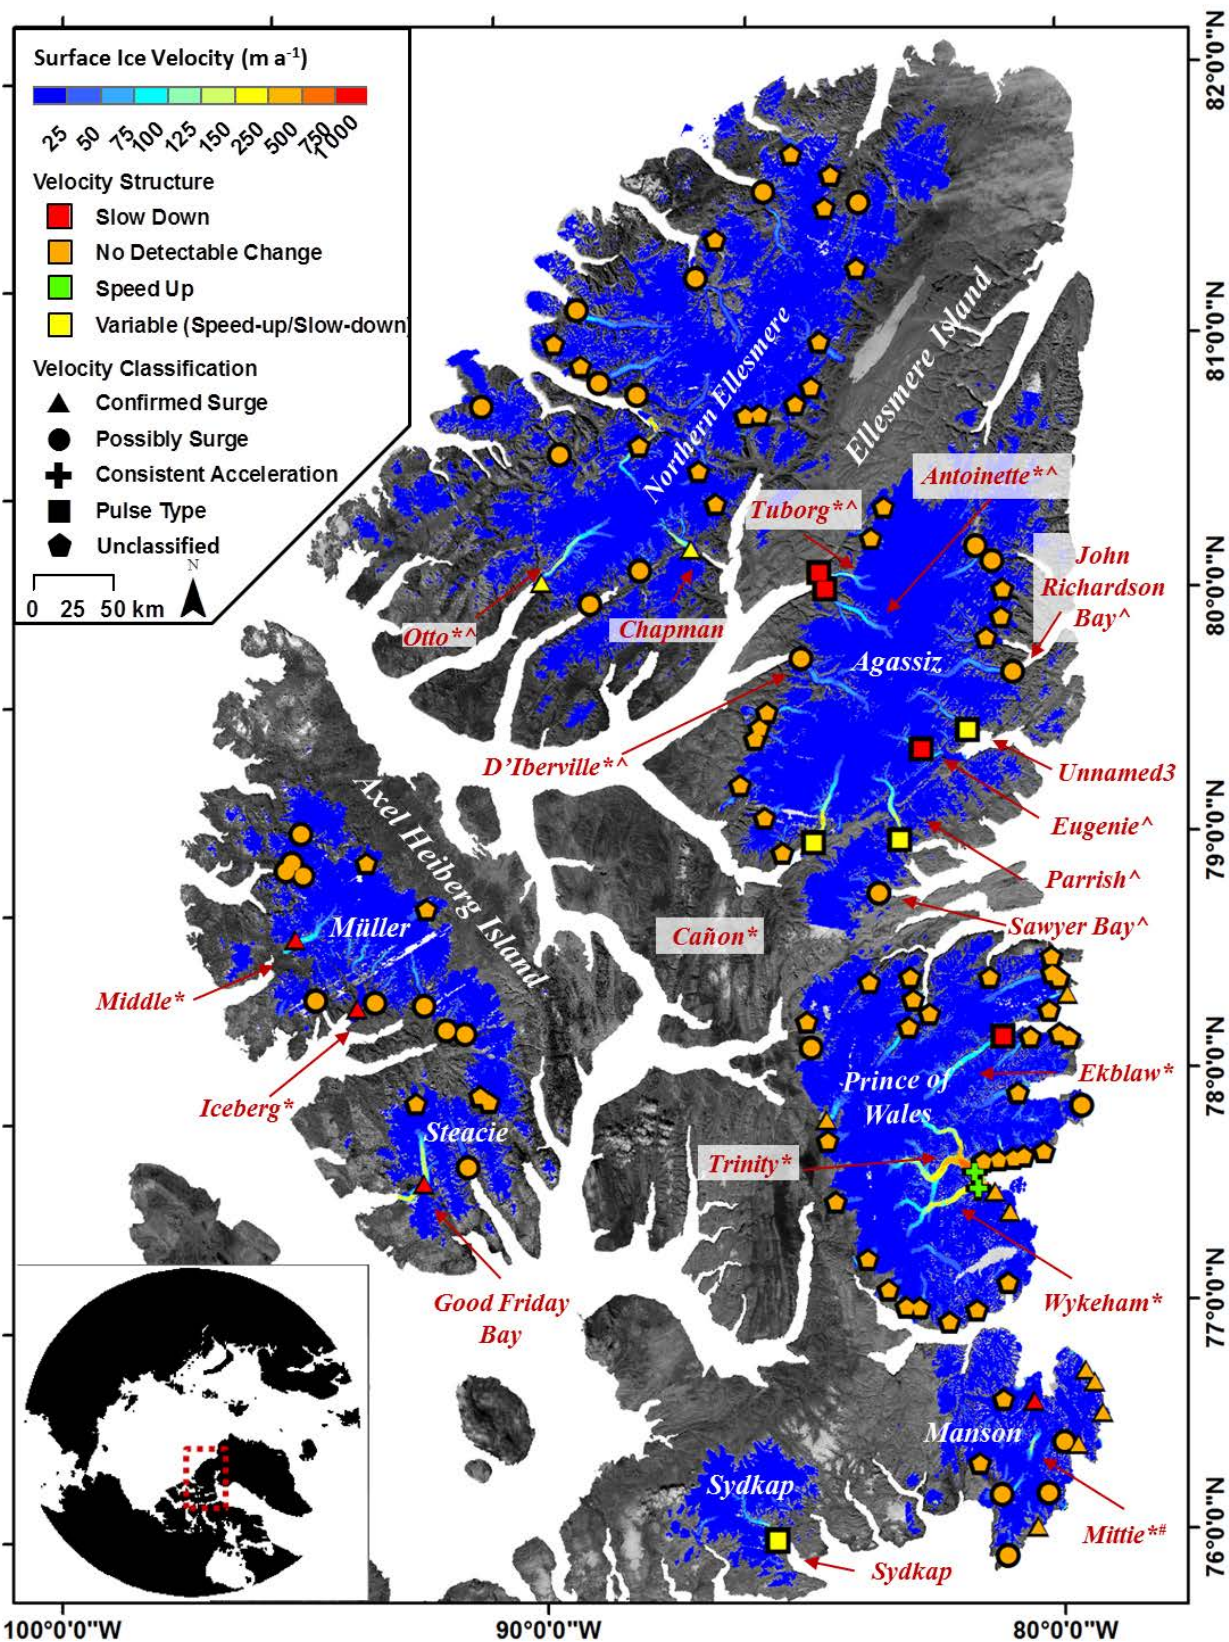 Surface Ice Velocity (m a-1)
25 50 75 100 125 150 250 500 750 1000
Velocity Structure
Slow Down
No Detectable Change
Speed Up
Variable (Speed-up/Slow-down)
Velocity Classification
Confirmed Surge
Possibly Surge
Consistent Acceleration
Pulse Type
Unclassified
N
0 25 50 km
82°0'0"N
81°0'0"N
80°0'0"N
79°0'0"N
78°0'0"N
77°0'0"N
76°0'0"N
100°0'0"W
90°0'0"W
80°0'0"W
Northern Ellesmere
Ellesmere Island
Antoinette*^
Tuborg*^
John
Richardson
Bay^
Otto*^
Chapman
Agassiz
D'Iberville*^
Unnamed3
Eugenie^
Parrish^
Sawyer Bay^
Axel Heiberg Island
Müller
Cañon*
Middle*
Iceberg*
Steacie
Prince of
Wales
Ekblaw*
Trinity*
Wykeham*
Good Friday
Bay
Manson
Sydkap
Mittie*#
Sydkap